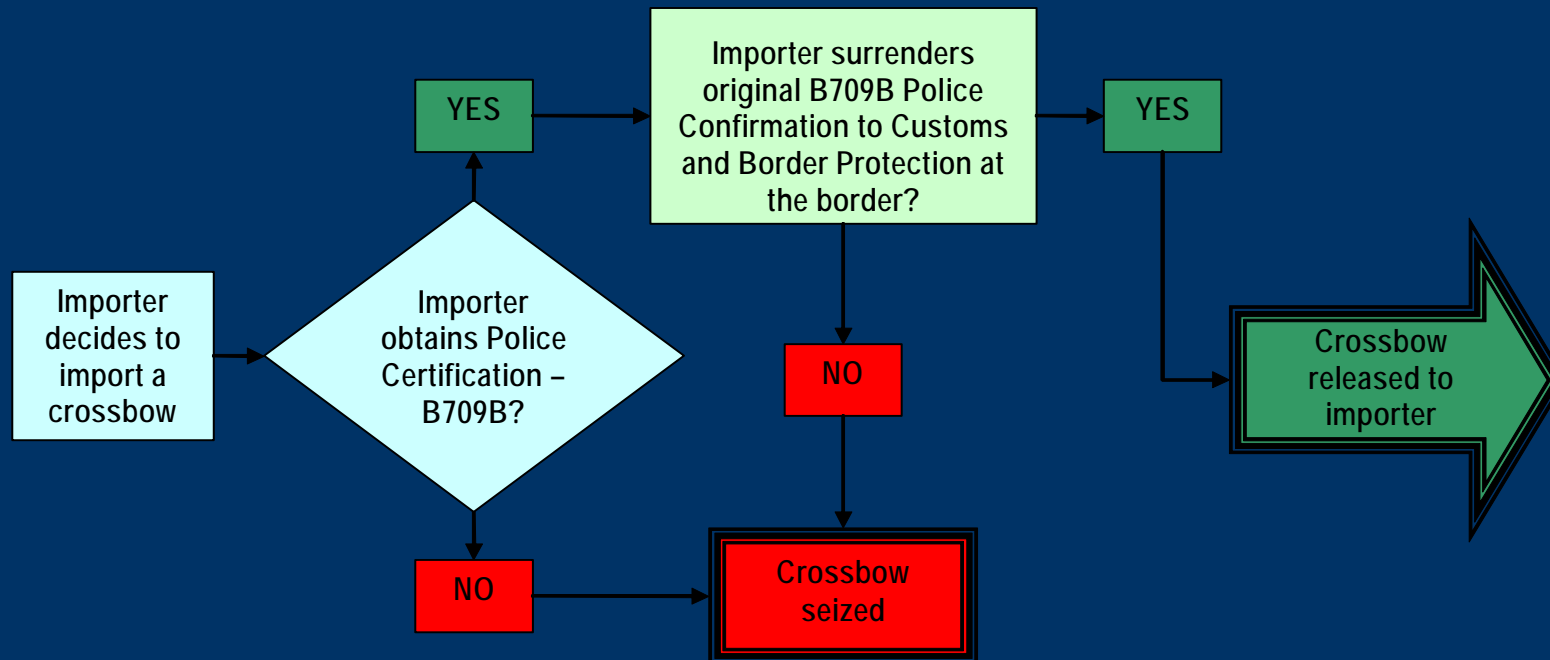 Importer
decides to
import a
crossbow
Importer
obtains Police
Certification –
B709B?
YES
Importer surrenders
original B709B Police
Confirmation to Customs
and Border Protection at
the border?
YES
Crossbow
released to
importer
NO
NO
Crossbow
seized